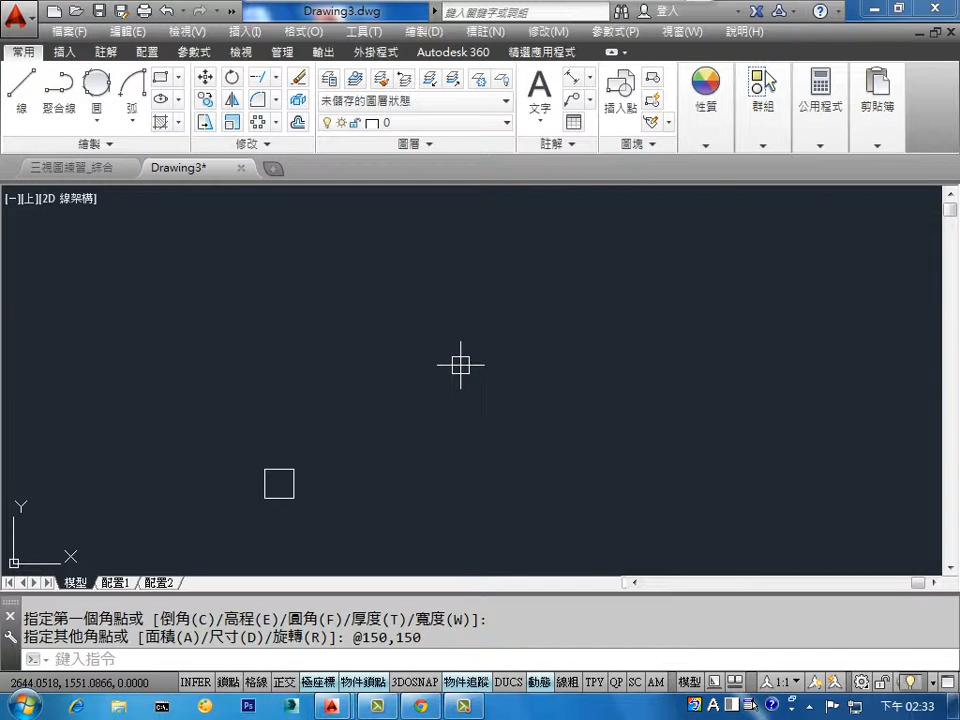 Drawing3.dwg
鍵入關鍵字或詞組
登入
檔案(F) 編輯(E) 檢視(V) 插入(I) 格式(O) 工具(T) 繪製(D) 標註(N) 修改(M) 參數式(P) 視窗(W) 說明(H)
常用 插入 註解 配置 參數式 檢視 管理 輸出 外掛程式 Autodesk 360 精選應用程式
線 聚合線 圓 弧
未儲存的圖層狀態
0
文字 插入點 性質 群組 公用程式 剪貼簿
繪製 修改 圖層 註解 圖塊
三視圖練習_綜合 Drawing3*
[−][上][2D 線架構]
Y
X
模型 配置1 配置2
指定第一個角點或 [倒角(C)/高程(E)/圓角(F)/厚度(T)/寬度(W)]:
指定其他角點或 [面積(A)/尺寸(D)/旋轉(R)]: @150,150
鍵入指令
2644.0518, 1551.0866, 0.0000 INFER 鎖點 格線 正交 極座標 物件鎖點 3DOSNAP 物件追蹤 DUCS 動態 線粗 TPY QP SC AM 模型 1:1
下午 02:33